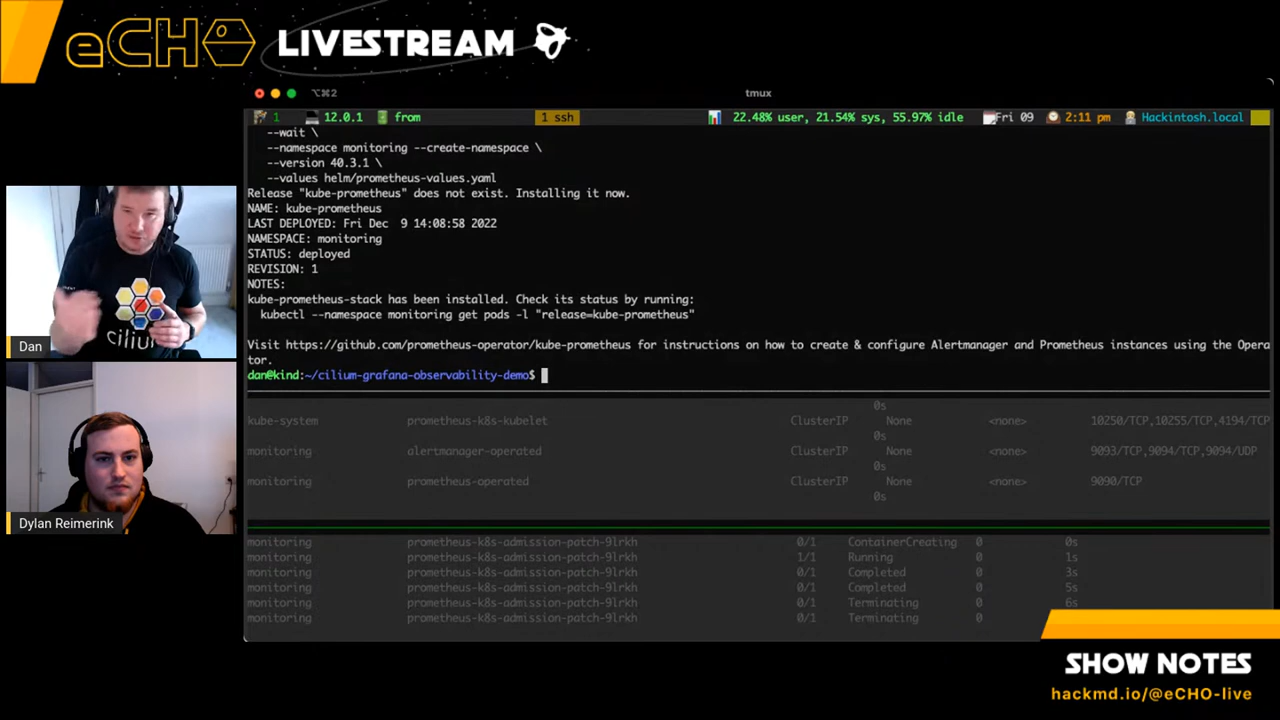 eCHO LIVESTREAM
⌥⌘2 tmux
1 12.0.1 from 1 ssh 22.48% user, 21.54% sys, 55.97% idle Fri 09 2:11 pm Hackintosh.local
--wait \
--namespace monitoring --create-namespace \
--version 40.3.1 \
--values helm/prometheus-values.yaml
Release "kube-prometheus" does not exist. Installing it now.
NAME: kube-prometheus
LAST DEPLOYED: Fri Dec  9 14:08:58 2022
NAMESPACE: monitoring
STATUS: deployed
REVISION: 1
NOTES:
kube-prometheus-stack has been installed. Check its status by running:
kubectl --namespace monitoring get pods -l "release=kube-prometheus"
Visit https://github.com/prometheus-operator/kube-prometheus for instructions on how to create & configure Alertmanager and Prometheus instances using the Opera
tor.
dan@kind:~/cilium-grafana-observability-demo$
0s
kube-system prometheus-k8s-kubelet ClusterIP None <none> 10250/TCP,10255/TCP,4194/TCP
0s
monitoring alertmanager-operated ClusterIP None <none> 9093/TCP,9094/TCP,9094/UDP
0s
monitoring prometheus-operated ClusterIP None <none> 9090/TCP
0s
monitoring prometheus-k8s-admission-patch-9lrkh 0/1 ContainerCreating 0 0s
monitoring prometheus-k8s-admission-patch-9lrkh 1/1 Running 0 1s
monitoring prometheus-k8s-admission-patch-9lrkh 0/1 Completed 0 3s
monitoring prometheus-k8s-admission-patch-9lrkh 0/1 Completed 0 5s
monitoring prometheus-k8s-admission-patch-9lrkh 0/1 Terminating 0 6s
monitoring prometheus-k8s-admission-patch-9lrkh 0/1 Terminating 0
cilium
Dan
Dylan Reimerink
SHOW NOTES
hackmd.io/@eCHO-live